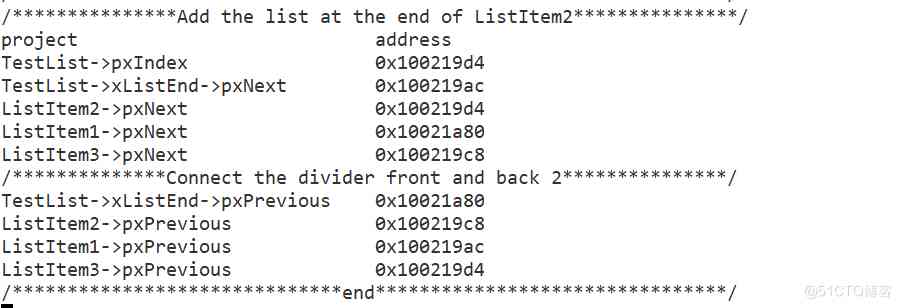 /***************Add the list at the end of ListItem2***************/
project address
TestList->pxIndex 0x100219d4
TestList->xListEnd->pxNext 0x100219ac
ListItem2->pxNext 0x100219d4
ListItem1->pxNext 0x10021a80
ListItem3->pxNext 0x100219c8
/**************Connect the divider front and back 2***************/
TestList->xListEnd->pxPrevious 0x10021a80
ListItem2->pxPrevious 0x100219c8
ListItem1->pxPrevious 0x100219ac
ListItem3->pxPrevious 0x100219d4
/******************************end********************************/
@51CTO博客